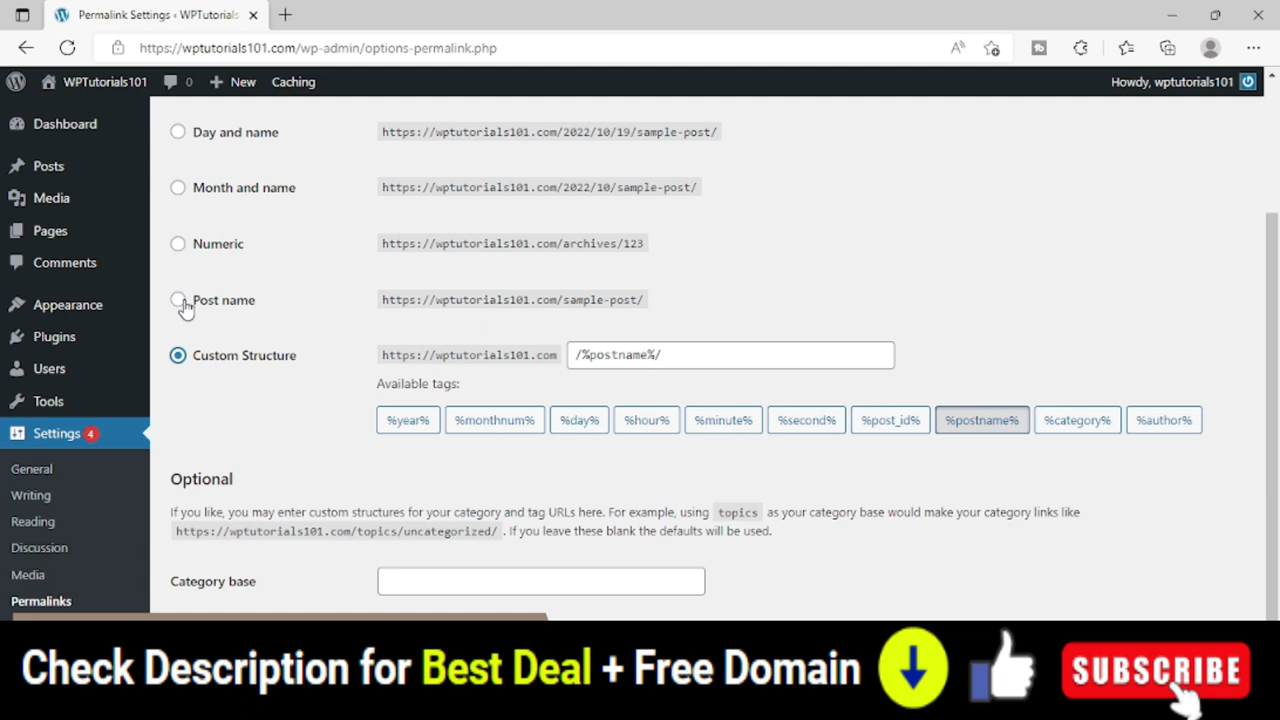 Permalink Settings ‹ WPTutorials
https://wptutorials101.com/wp-admin/options-permalink.php
WPTutorials101 0 New Caching Howdy, wptutorials101
Dashboard
Posts
Media
Pages
Comments
Appearance
Plugins
Users
Tools
Settings 4
General
Writing
Reading
Discussion
Media
Permalinks
Day and name https://wptutorials101.com/2022/10/19/sample-post/
Month and name https://wptutorials101.com/2022/10/sample-post/
Numeric https://wptutorials101.com/archives/123
Post name https://wptutorials101.com/sample-post/
Custom Structure https://wptutorials101.com /%postname%/
Available tags:
%year% %monthnum% %day% %hour% %minute% %second% %post_id% %postname% %category% %author%
Optional
If you like, you may enter custom structures for your category and tag URLs here. For example, using topics as your category base would make your category links like
https://wptutorials101.com/topics/uncategorized/ . If you leave these blank the defaults will be used.
Category base
Check Description for Best Deal + Free Domain SUBSCRIBE